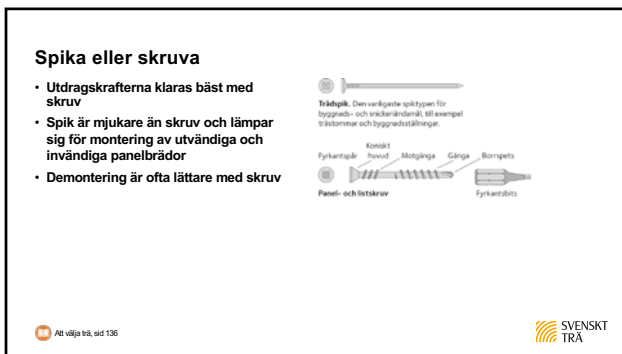 Spika eller skruva
• Utdragskrafterna klaras bäst med
skruv
• Spik är mjukare än skruv och lämpar
sig för montering av utvändiga och
invändiga panelbrädor
• Demontering är ofta lättare med skruv
Trådspik. Den vanligaste spiktypen för
byggnads- och snickeriändamål, till exempel
trästommar och byggnadsställningar.
Koniskt
Fyrkantspår huvud Motgänga Gänga Borrspets
Panel- och listskruv Fyrkantsbits
Att välja trä, sid 136
SVENSKT
TRÄ